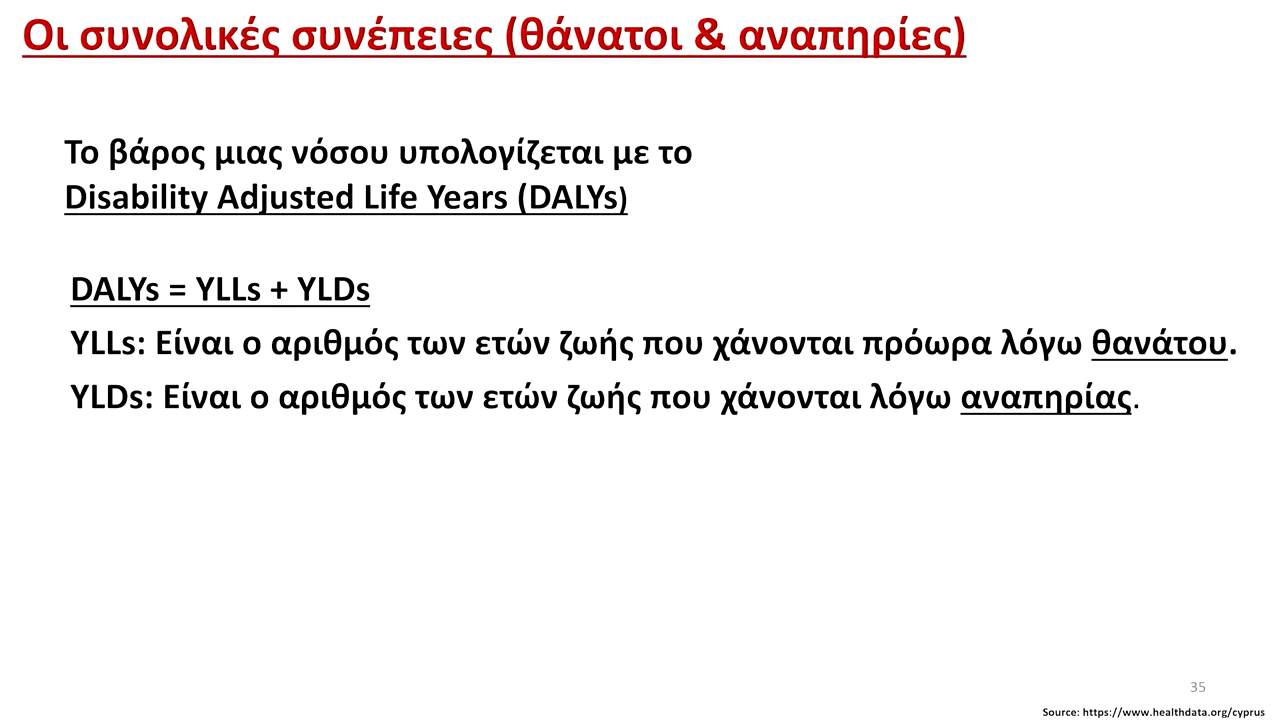 Οι συνολικές συνέπειες (θάνατοι & αναπηρίες)
Το βάρος μιας νόσου υπολογίζεται με το
Disability Adjusted Life Years (DALYs)
DALYs = YLLs + YLDs
YLLs: Είναι ο αριθμός των ετών ζωής που χάνονται πρόωρα λόγω θανάτου.
YLDs: Είναι ο αριθμός των ετών ζωής που χάνονται λόγω αναπηρίας.
35
Source: https://www.healthdata.org/cyprus